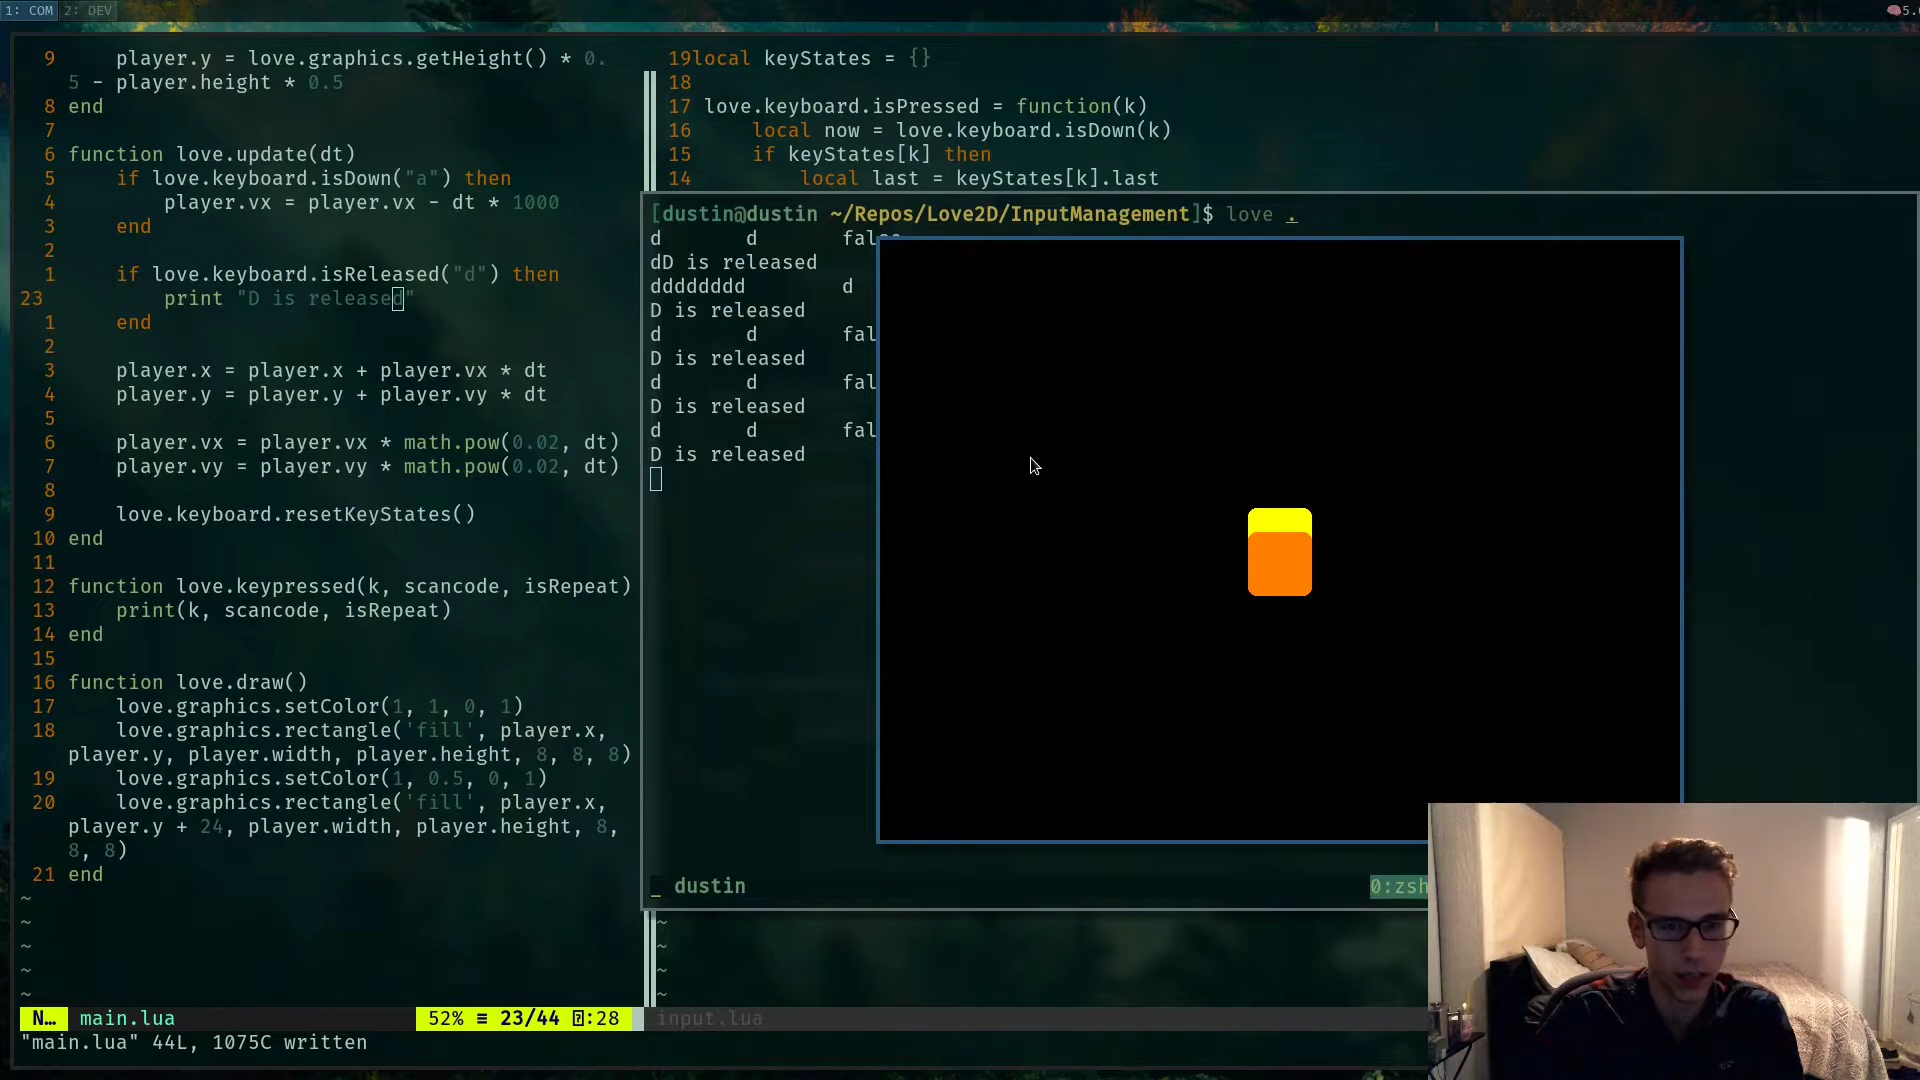 1: COM 2: DEV
5.
9 player.y = love.graphics.getHeight() * 0.
5 - player.height * 0.5
8 end
7
6 function love.update(dt)
5 if love.keyboard.isDown("a") then
4 player.vx = player.vx - dt * 1000
3 end
2
1 if love.keyboard.isReleased("d") then
23 print "D is released"
1 end
2
3 player.x = player.x + player.vx * dt
4 player.y = player.y + player.vy * dt
5
6 player.vx = player.vx * math.pow(0.02, dt)
7 player.vy = player.vy * math.pow(0.02, dt)
8
9 love.keyboard.resetKeyStates()
10 end
11
12 function love.keypressed(k, scancode, isRepeat)
13 print(k, scancode, isRepeat)
14 end
15
16 function love.draw()
17 love.graphics.setColor(1, 1, 0, 1)
18 love.graphics.rectangle('fill', player.x,
player.y, player.width, player.height, 8, 8, 8)
19 love.graphics.setColor(1, 0.5, 0, 1)
20 love.graphics.rectangle('fill', player.x,
player.y + 24, player.width, player.height, 8,
8, 8)
21 end
~
~
~
~
~
N… main.lua 52% ≡ 23/44 :28
"main.lua" 44L, 1075C written
19local keyStates = {}
18
17 love.keyboard.isPressed = function(k)
16 local now = love.keyboard.isDown(k)
15 if keyStates[k] then
14 local last = keyStates[k].last
[dustin@dustin ~/Repos/Love2D/InputManagement]$ love .
d d fal
dD is released
dddddddd d
D is released
d d fal
D is released
d d fal
D is released
d d fal
D is released
_ dustin 0:zsh
~
~
~
~
input.lua